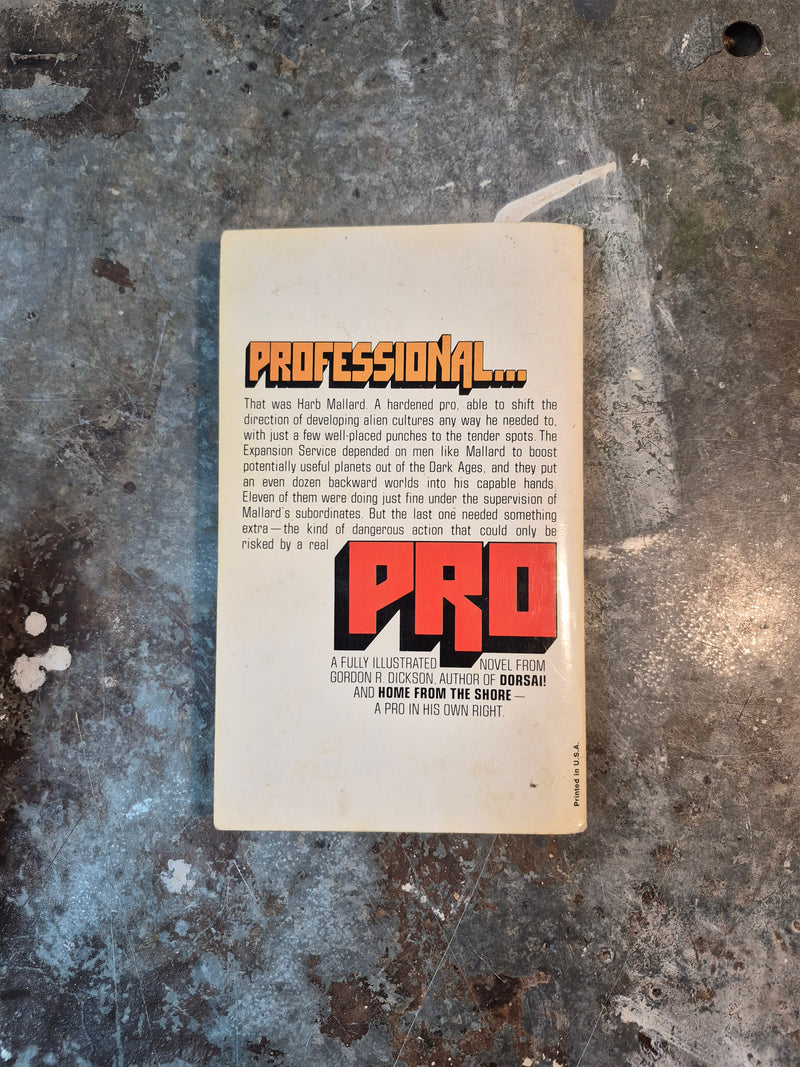 PROFESSIONAL...
That was Harb Mallard. A hardened pro, able to shift the
direction of developing alien cultures any way he needed to,
with just a few well-placed punches to the tender spots. The
Expansion Service depended on men like Mallard to boost
potentially useful planets out of the Dark Ages, and they put
an even dozen backward worlds into his capable hands.
Eleven of them were doing just fine under the supervision of
Mallard's subordinates. But the last one needed something
extra—the kind of dangerous action that could only be
risked by a real
PRO
A FULLY ILLUSTRATED NOVEL FROM
GORDON R. DICKSON, AUTHOR OF DORSAI!
AND HOME FROM THE SHORE—
A PRO IN HIS OWN RIGHT.
Printed in U.S.A.